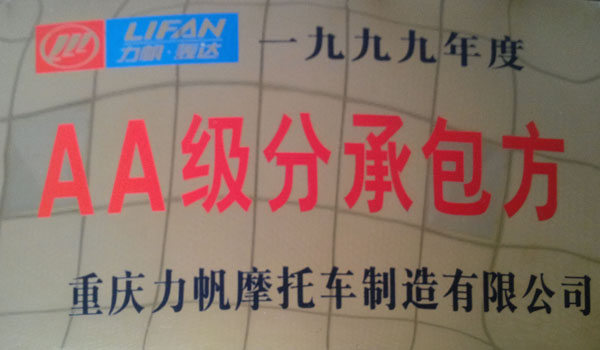 LIFAN
力帆·轰达
一九九九年度
AA级分承包方
重庆力帆摩托车制造有限公司